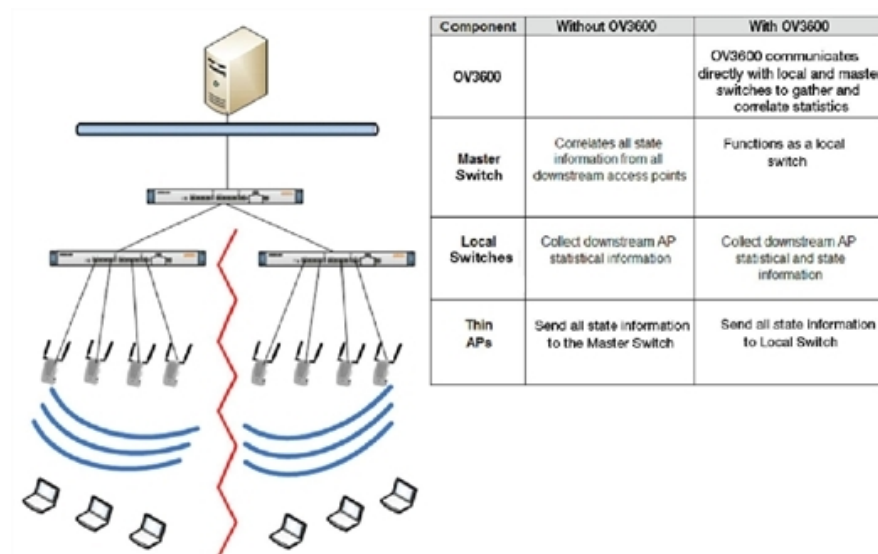 Component Without OV3600 With OV3600
OV3600
OV3600 communicates
directly with local and master
switches to gather and
correlate statistics
Master
Switch
Correlates all state
information from all
downstream access points
Functions as a local
switch
Local
Switches
Collect downstream AP
statistical information
Collect downstream AP
statistical and state
information
Thin
APs
Send all state information
to the Master Switch
Send all state information
to Local Switch